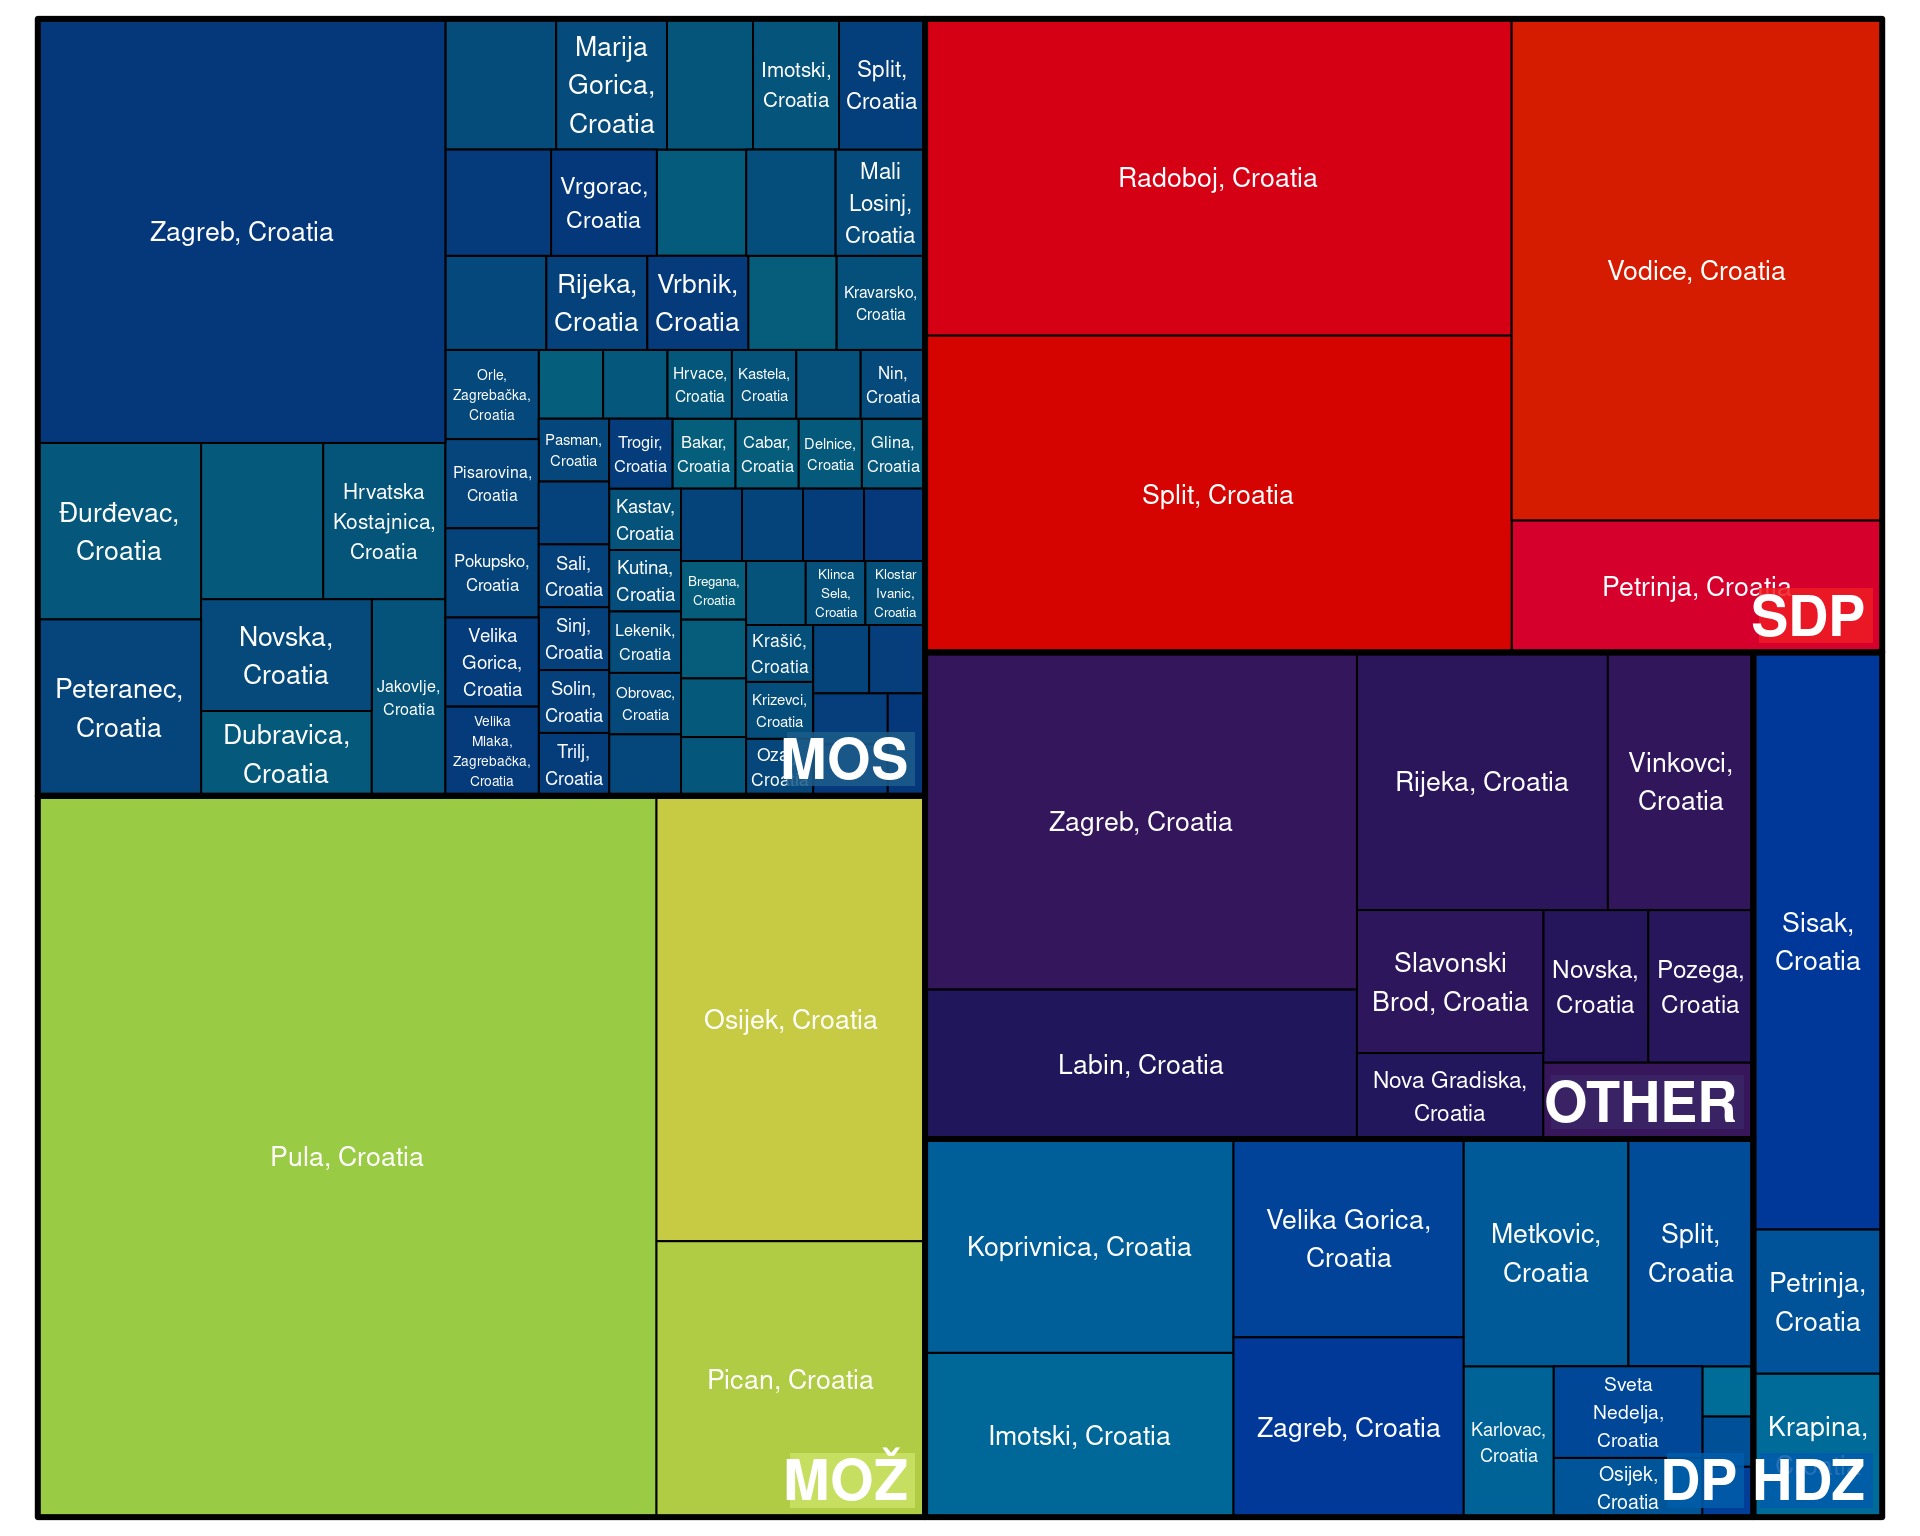 Zagreb, Croatia
Marija
Gorica,
Croatia
Imotski,
Croatia
Split,
Croatia
Vrgorac,
Croatia
Mali
Losinj,
Croatia
Rijeka,
Croatia
Vrbnik,
Croatia
Kravarsko,
Croatia
Orle,
Zagrebačka,
Croatia
Hrvace,
Croatia
Kastela,
Croatia
Nin,
Croatia
Pasman,
Croatia
Trogir,
Croatia
Bakar,
Croatia
Cabar,
Croatia
Delnice,
Croatia
Glina,
Croatia
Đurđevac,
Croatia
Hrvatska
Kostajnica,
Croatia
Pisarovina,
Croatia
Kastav,
Croatia
Pokupsko,
Croatia
Sali,
Croatia
Kutina,
Croatia
Bregana,
Croatia
Klinca
Sela,
Croatia
Klostar
Ivanic,
Croatia
Peteranec,
Croatia
Novska,
Croatia
Jakovlje,
Croatia
Velika
Gorica,
Croatia
Sinj,
Croatia
Lekenik,
Croatia
Krašić,
Croatia
Solin,
Croatia
Obrovac,
Croatia
Krizevci,
Croatia
Dubravica,
Croatia
Velika
Mlaka,
Zagrebačka,
Croatia
Trilj,
Croatia
Croatia
MOS
Pula, Croatia
Osijek, Croatia
Pican, Croatia
MOŽ
Radoboj, Croatia
Vodice, Croatia
Split, Croatia
Petrinja, Croatia
SDP
Zagreb, Croatia
Rijeka, Croatia
Vinkovci,
Croatia
Labin, Croatia
Slavonski
Brod, Croatia
Novska,
Croatia
Pozega,
Croatia
Nova Gradiska,
Croatia
OTHER
Sisak,
Croatia
Petrinja,
Croatia
Krapina,
Croatia
HDZ
Koprivnica, Croatia
Velika Gorica,
Croatia
Metkovic,
Croatia
Split,
Croatia
Imotski, Croatia
Zagreb, Croatia
Karlovac,
Croatia
Sveta
Nedelja,
Croatia
Osijek,
Croatia
DP